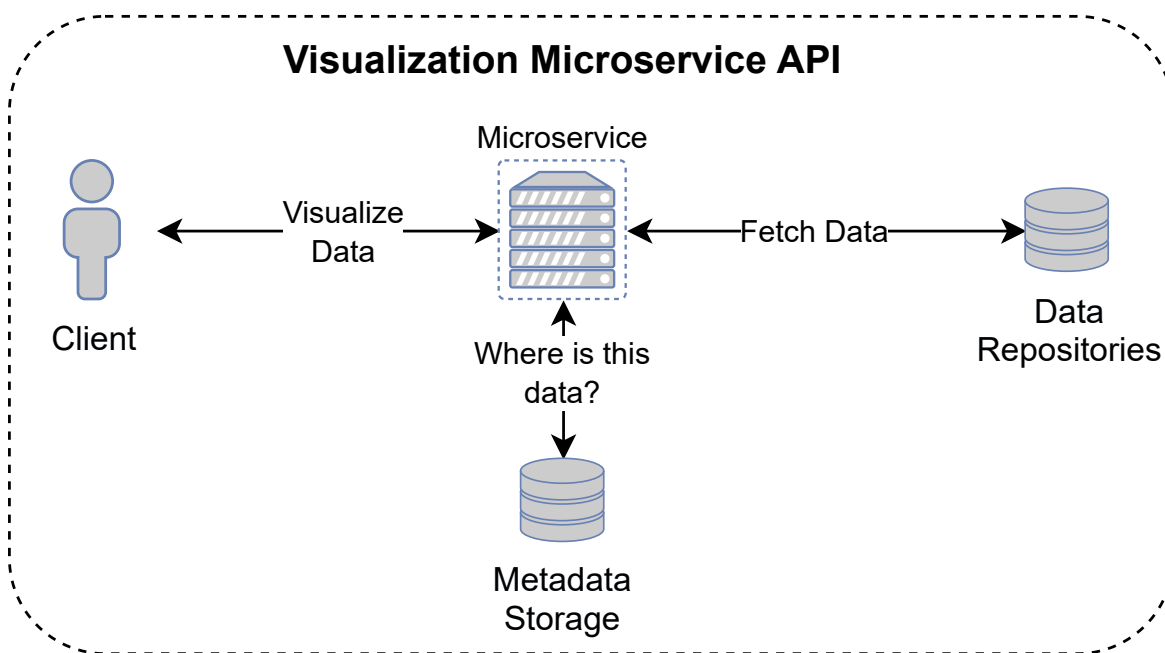 Visualization Microservice API
Microservice
Visualize
Data
Fetch Data
Client
Data
Repositories
Where is this
data?
Metadata
Storage